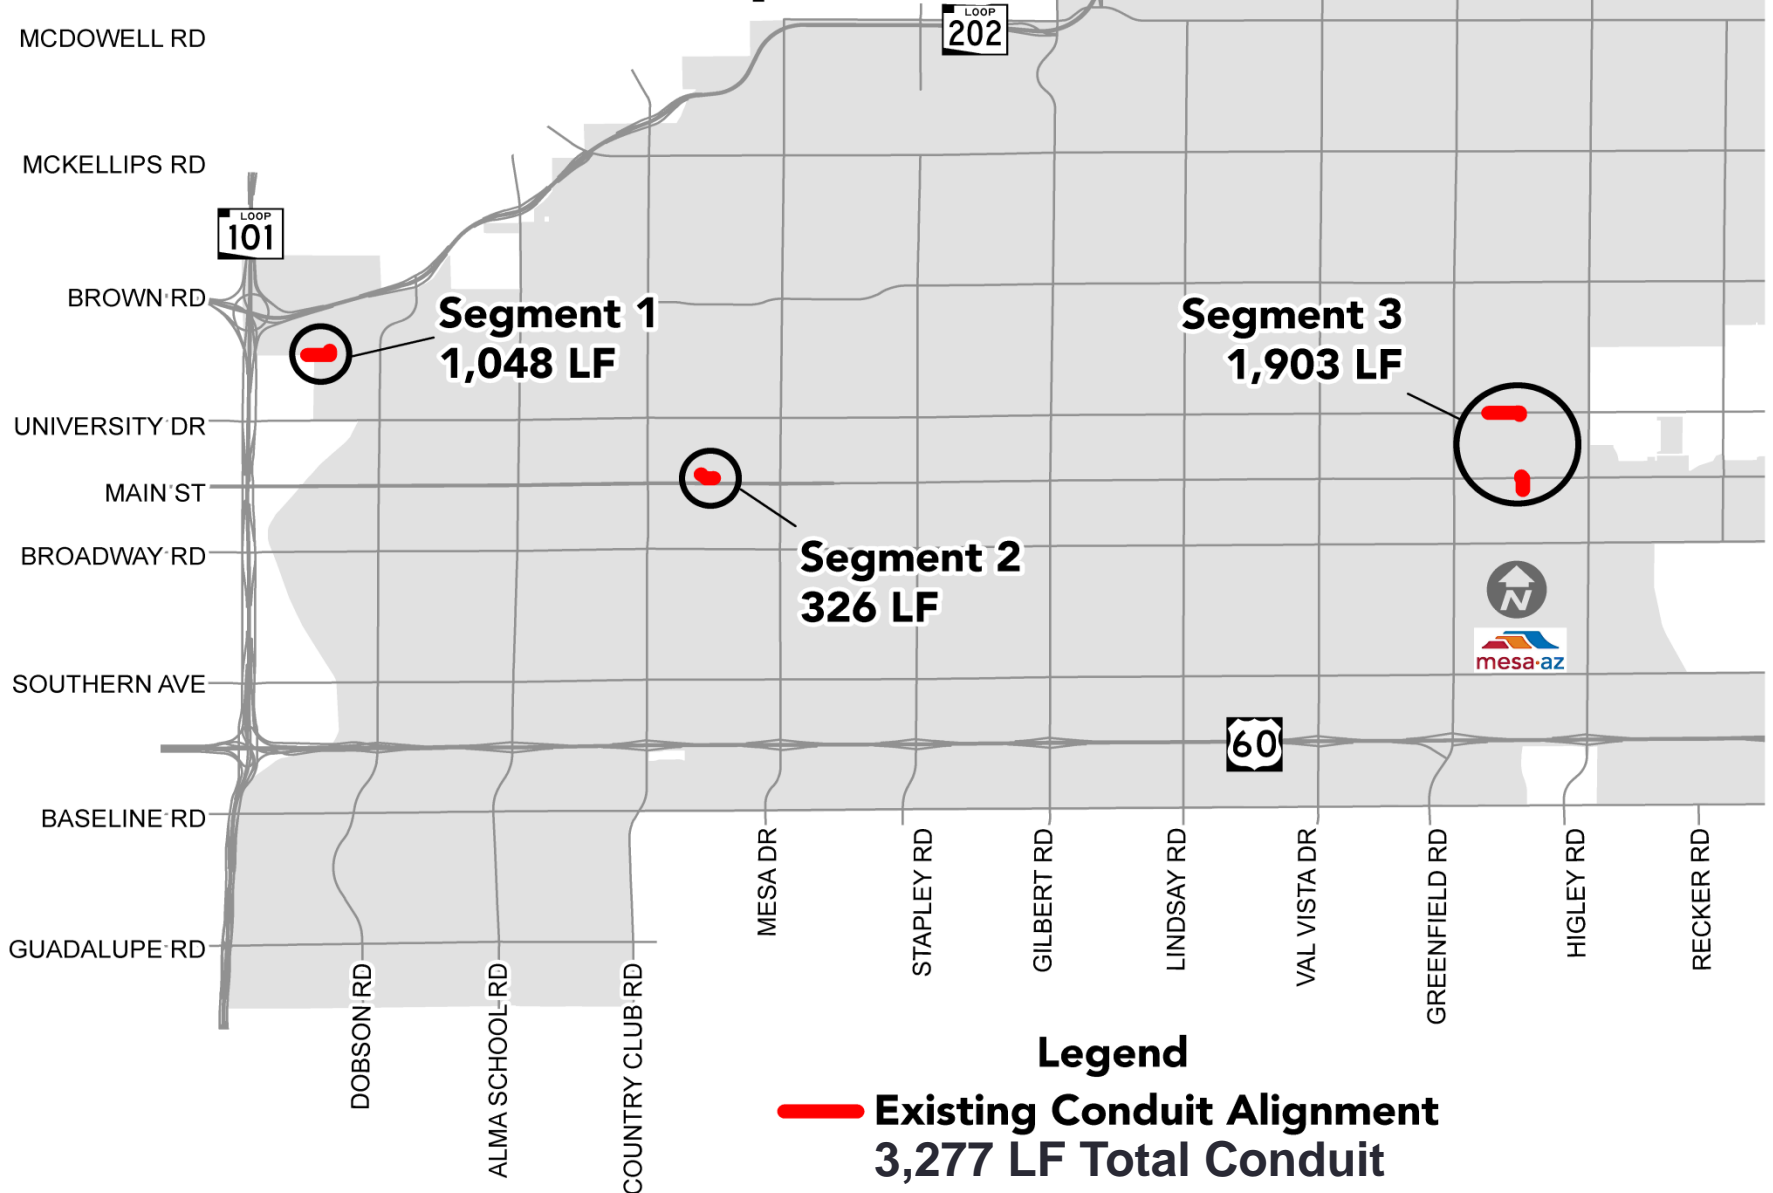 MCDOWELL RD
LOOP
202
MCKELLIPS RD
LOOP
101
BROWN RD
Segment 1
1,048 LF
Segment 3
1,903 LF
UNIVERSITY DR
MAIN ST
Segment 2
326 LF
BROADWAY RD
N
mesa·az
SOUTHERN AVE
60
BASELINE RD
GUADALUPE RD
DOBSON RD
ALMA SCHOOL RD
COUNTRY CLUB RD
MESA DR
STAPLEY RD
GILBERT RD
LINDSAY RD
VAL VISTA DR
GREENFIELD RD
HIGLEY RD
RECKER RD
Legend
Existing Conduit Alignment
3,277 LF Total Conduit